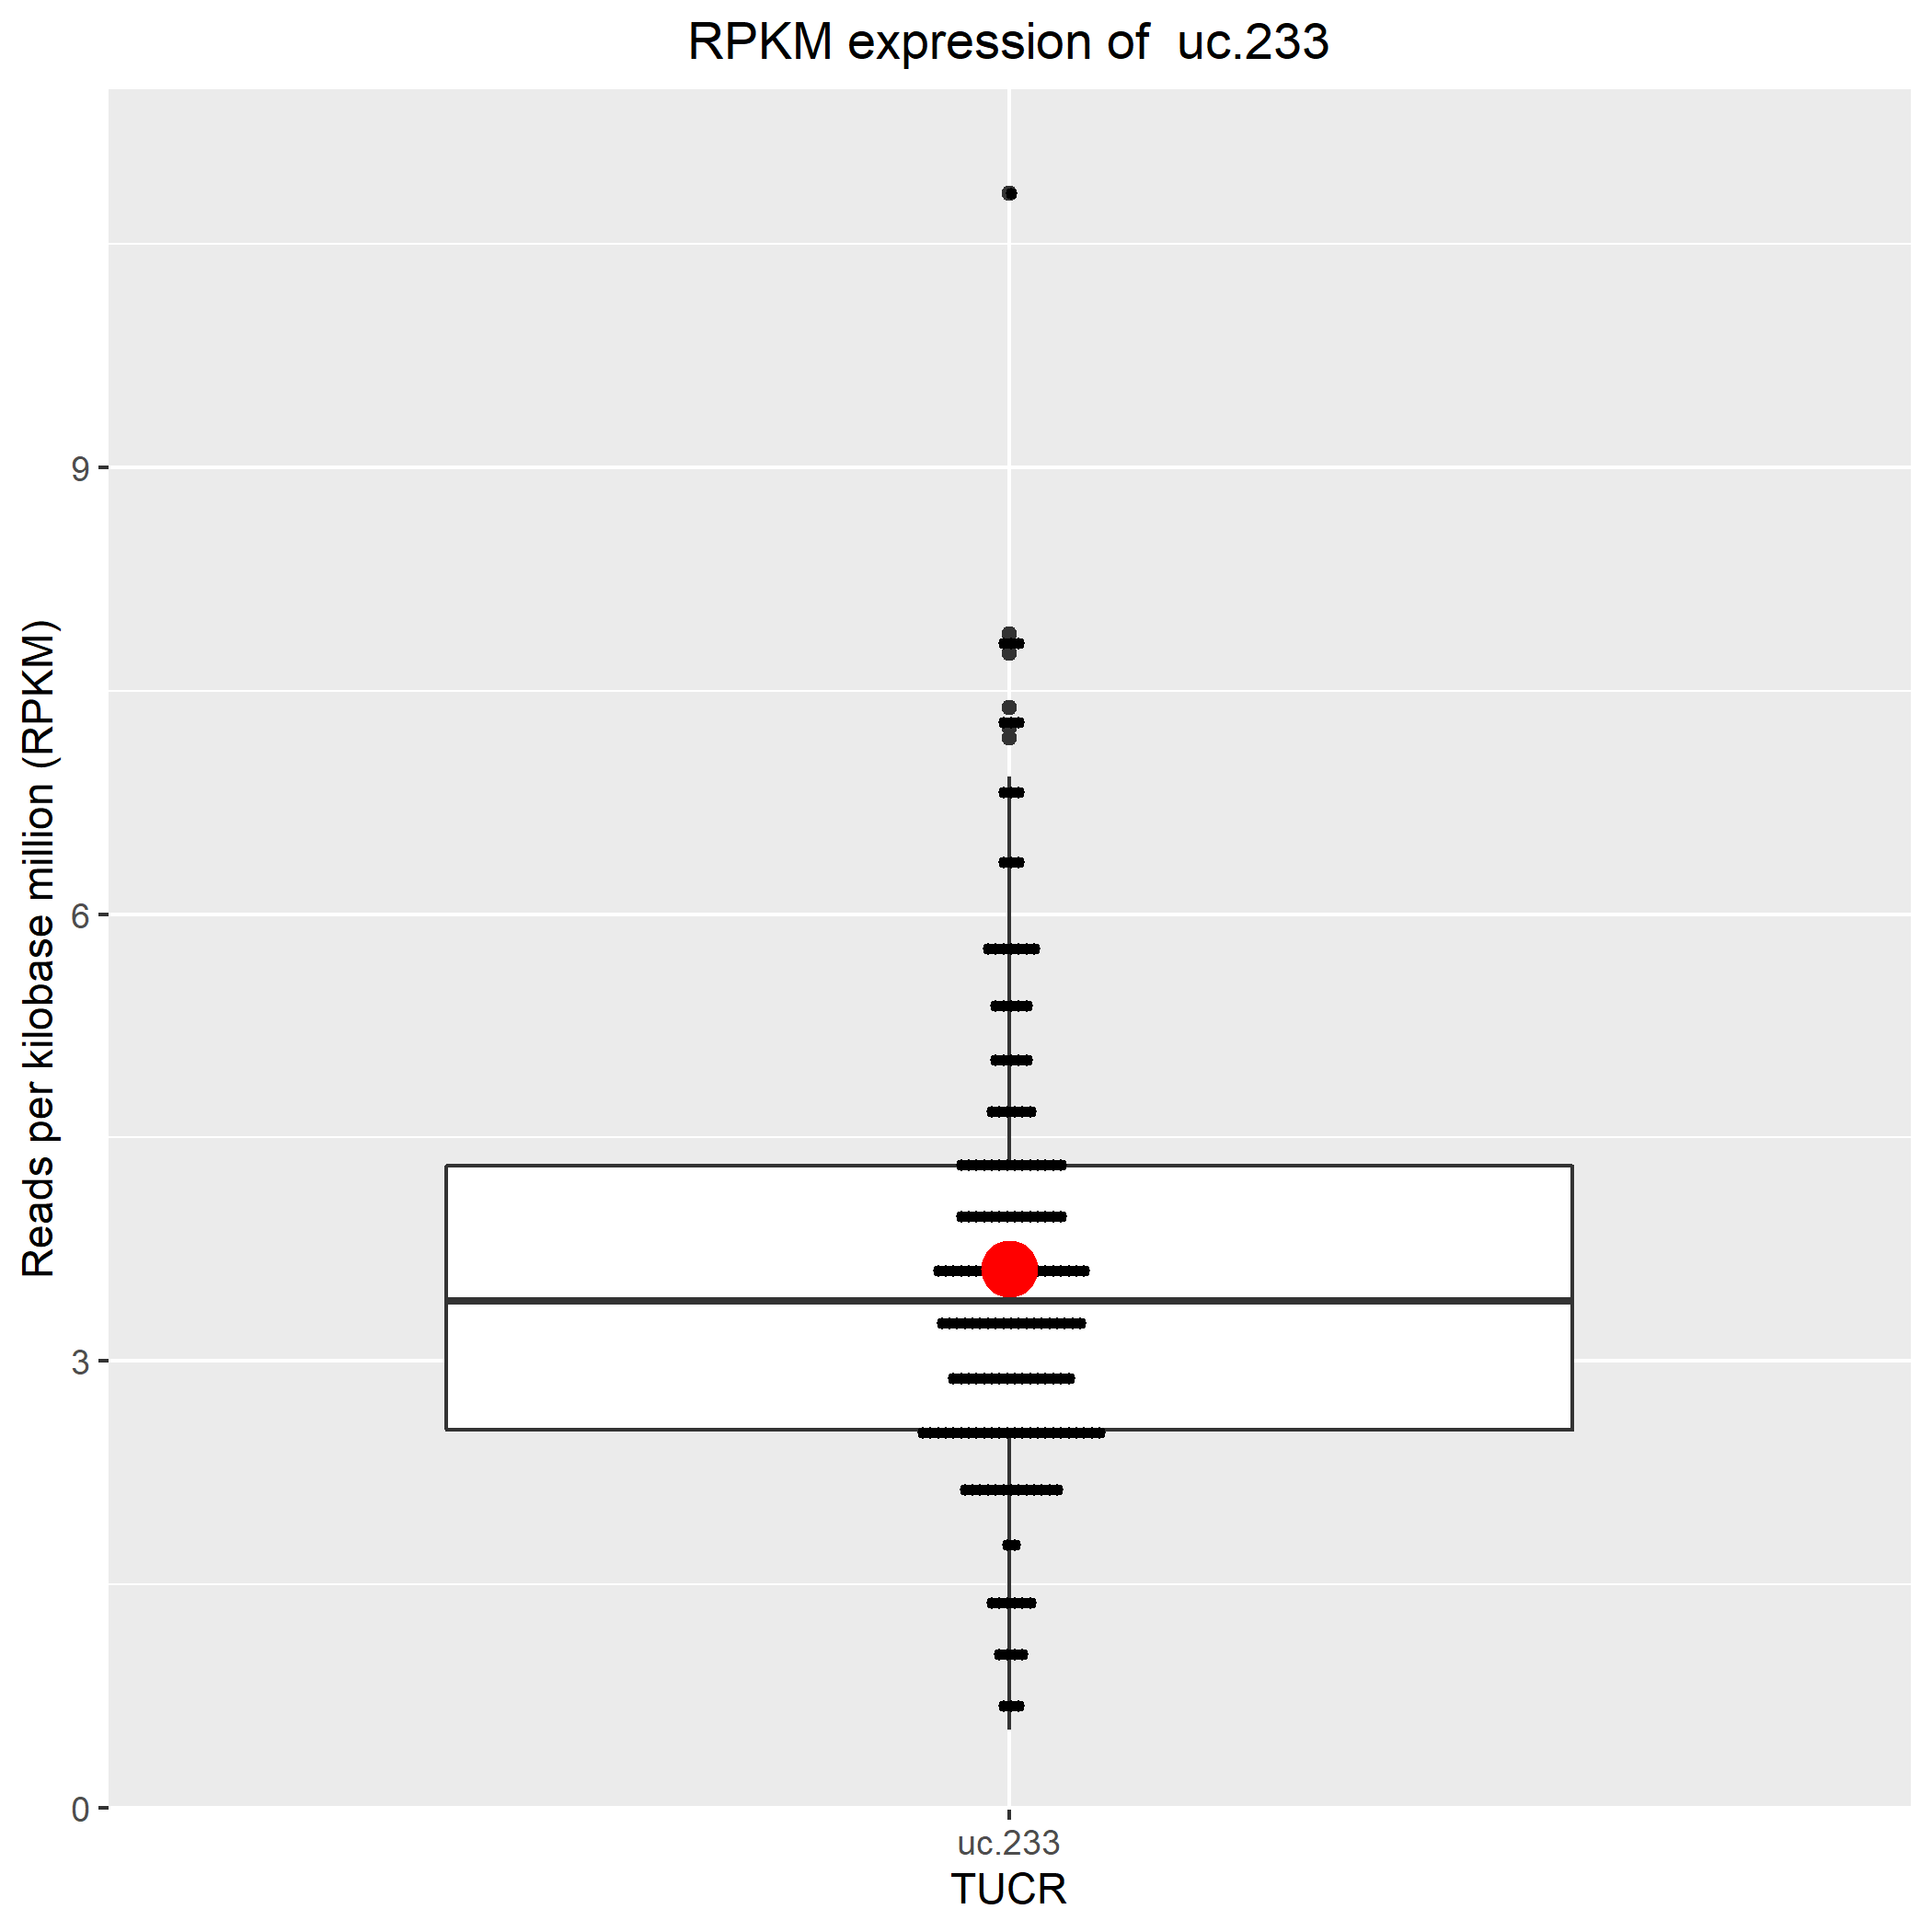 RPKM expression of  uc.233
Reads per kilobase million (RPKM)
9
6
3
0
uc.233
TUCR